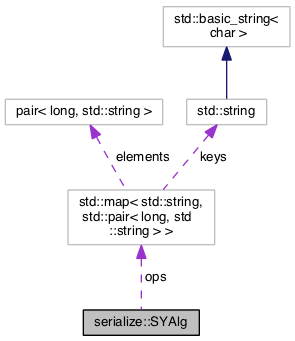 std::basic_string<
char >
pair< long, std::string >
std::string
elements
keys
std::map< std::string,
std::pair< long, std
::string > >
ops
serialize::SYAlg